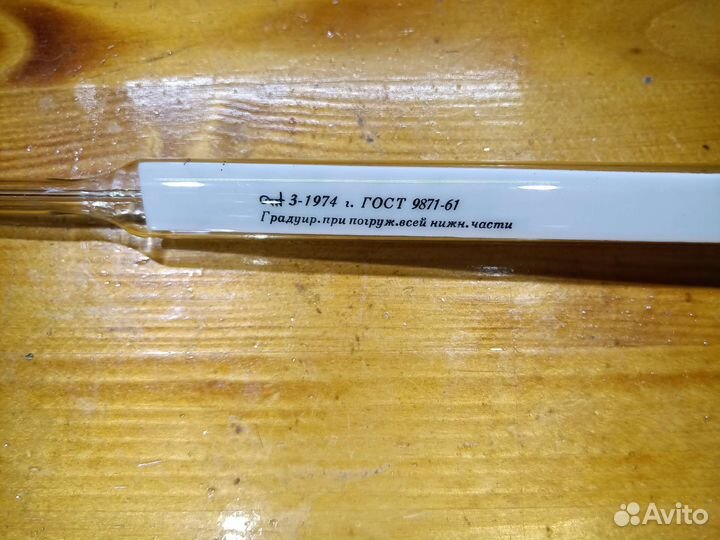 3-1974 г. ГОСТ 9871-61
Градуир.при погруж.всей нижн.части
Avito